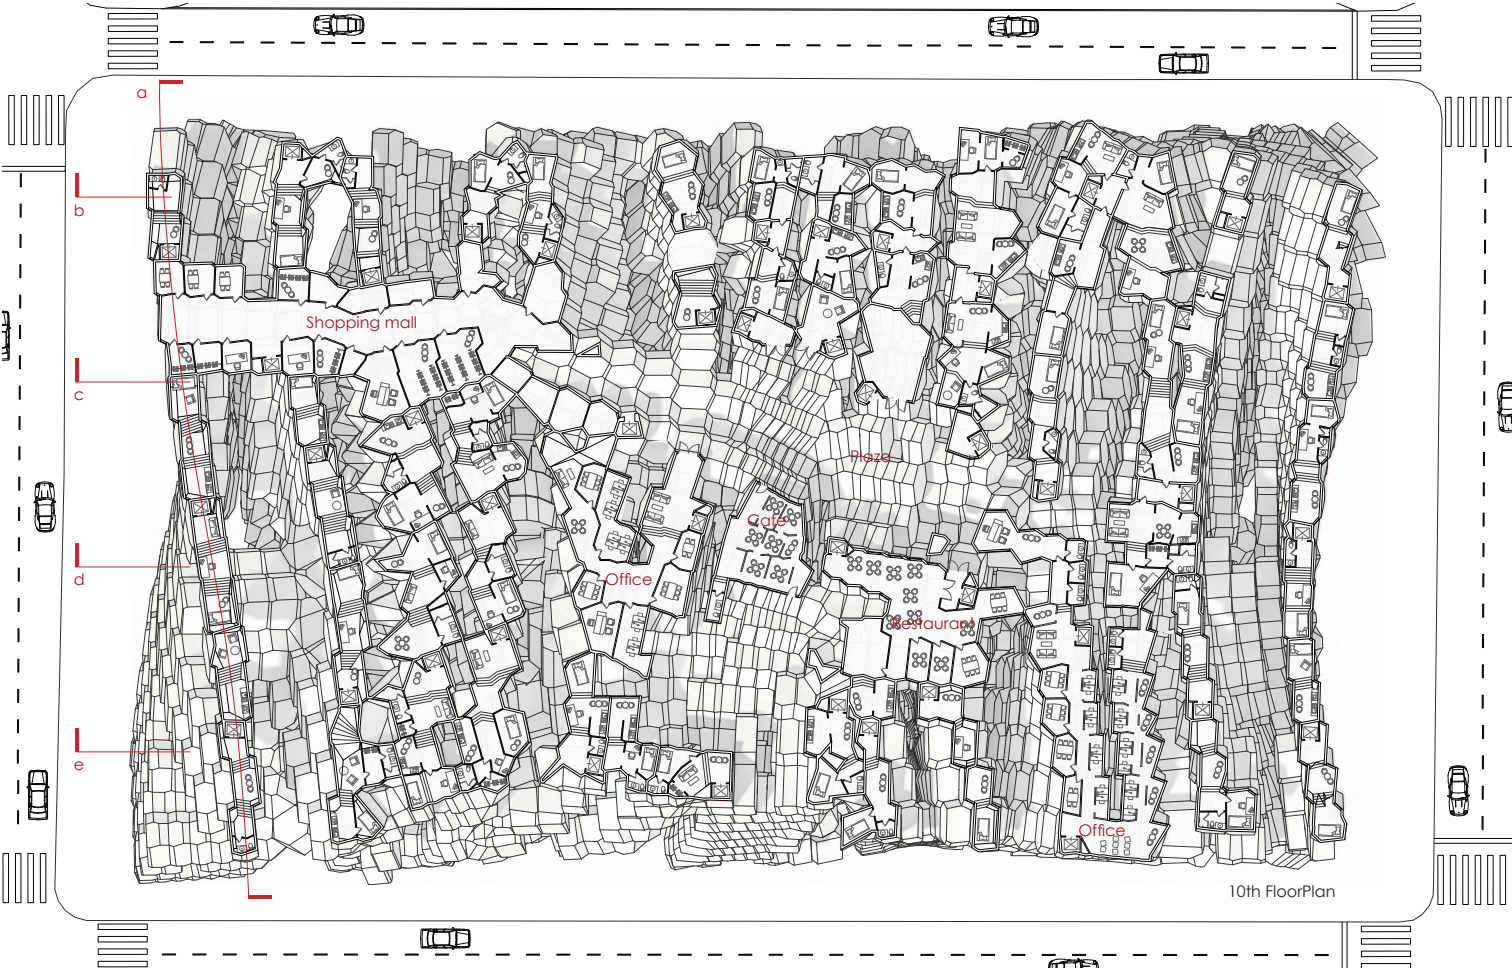 a
b
Shopping mall
c
Plaza
Cafe
d
Office
Restaurant
e
Office
10th FloorPlan